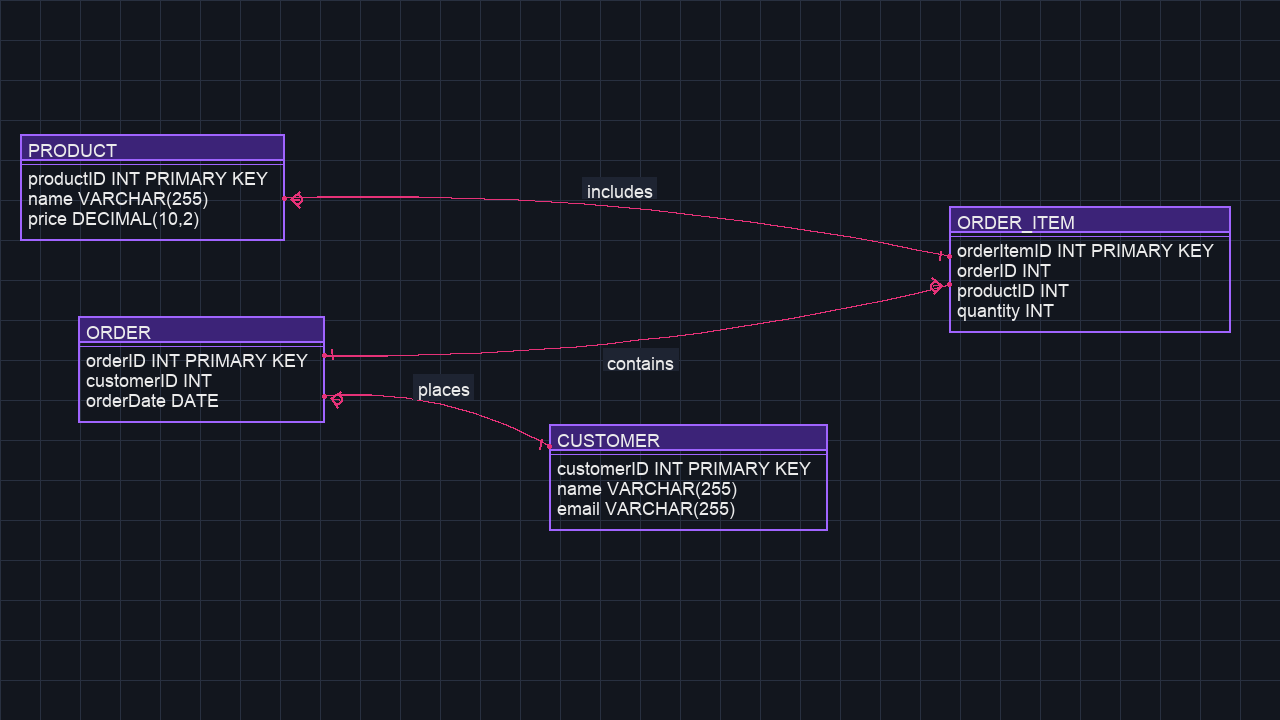 PRODUCT
productID INT PRIMARY KEY
name VARCHAR(255)
price DECIMAL(10,2)
includes
ORDER_ITEM
orderItemID INT PRIMARY KEY
orderID INT
productID INT
quantity INT
ORDER
orderID INT PRIMARY KEY
customerID INT
orderDate DATE
contains
places
CUSTOMER
customerID INT PRIMARY KEY
name VARCHAR(255)
email VARCHAR(255)